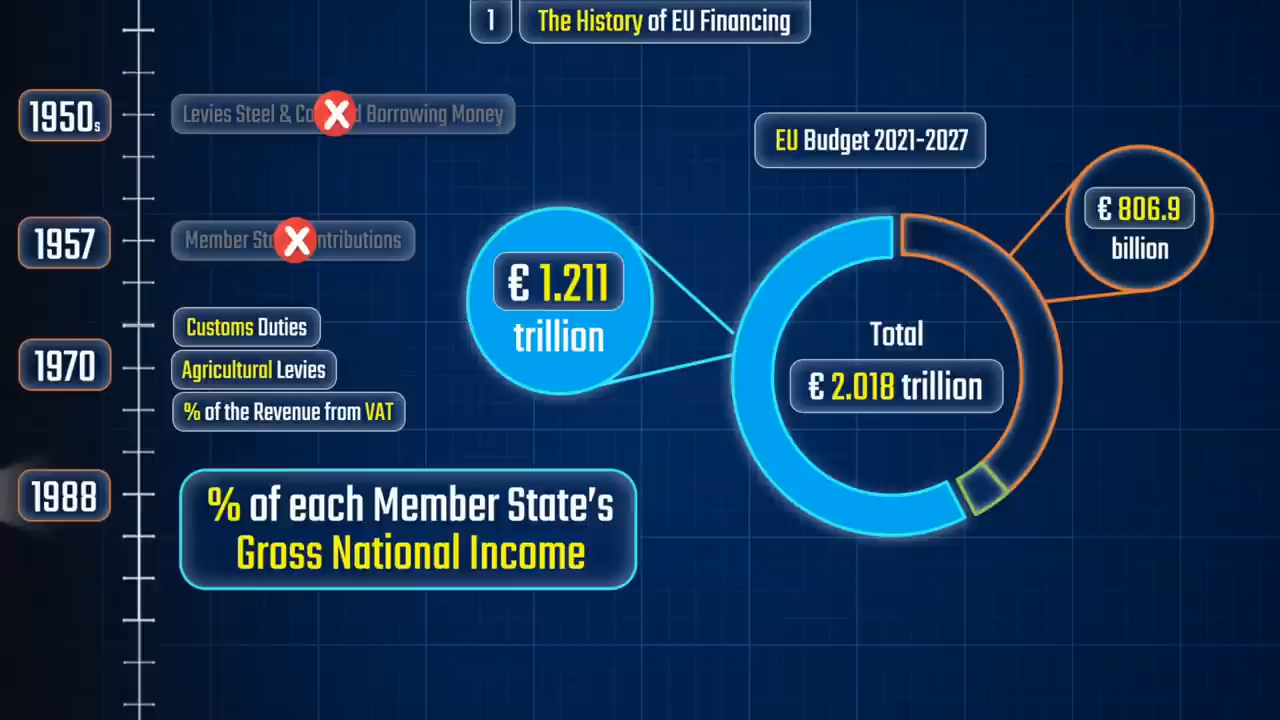 1
The History of EU Financing
1950s
Levies Steel & Borrowing Money
1957
Member ntributions
1970
Customs Duties
Agricultural Levies
% of the Revenue from VAT
1988
% of each Member State's
Gross National Income
EU Budget 2021-2027
€ 1.211
trillion
Total
€ 2.018 trillion
€ 806.9
billion